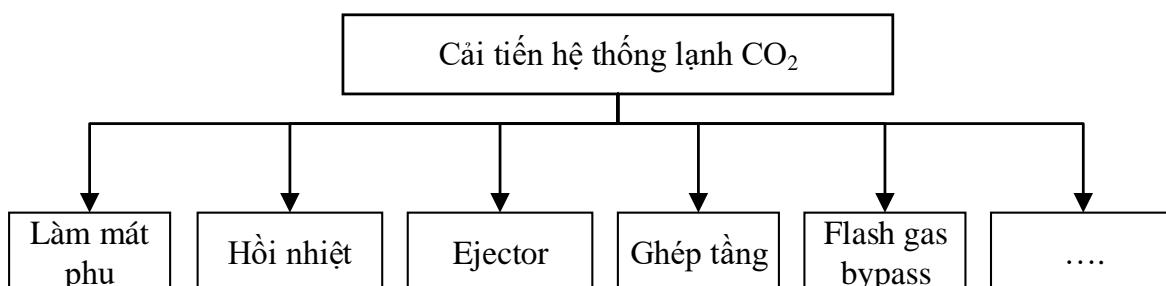 Cải tiến hệ thống lạnh CO₂
Làm mát
phụ
Hồi nhiệt
Ejector
Ghép tầng
Flash gas
bypass
....